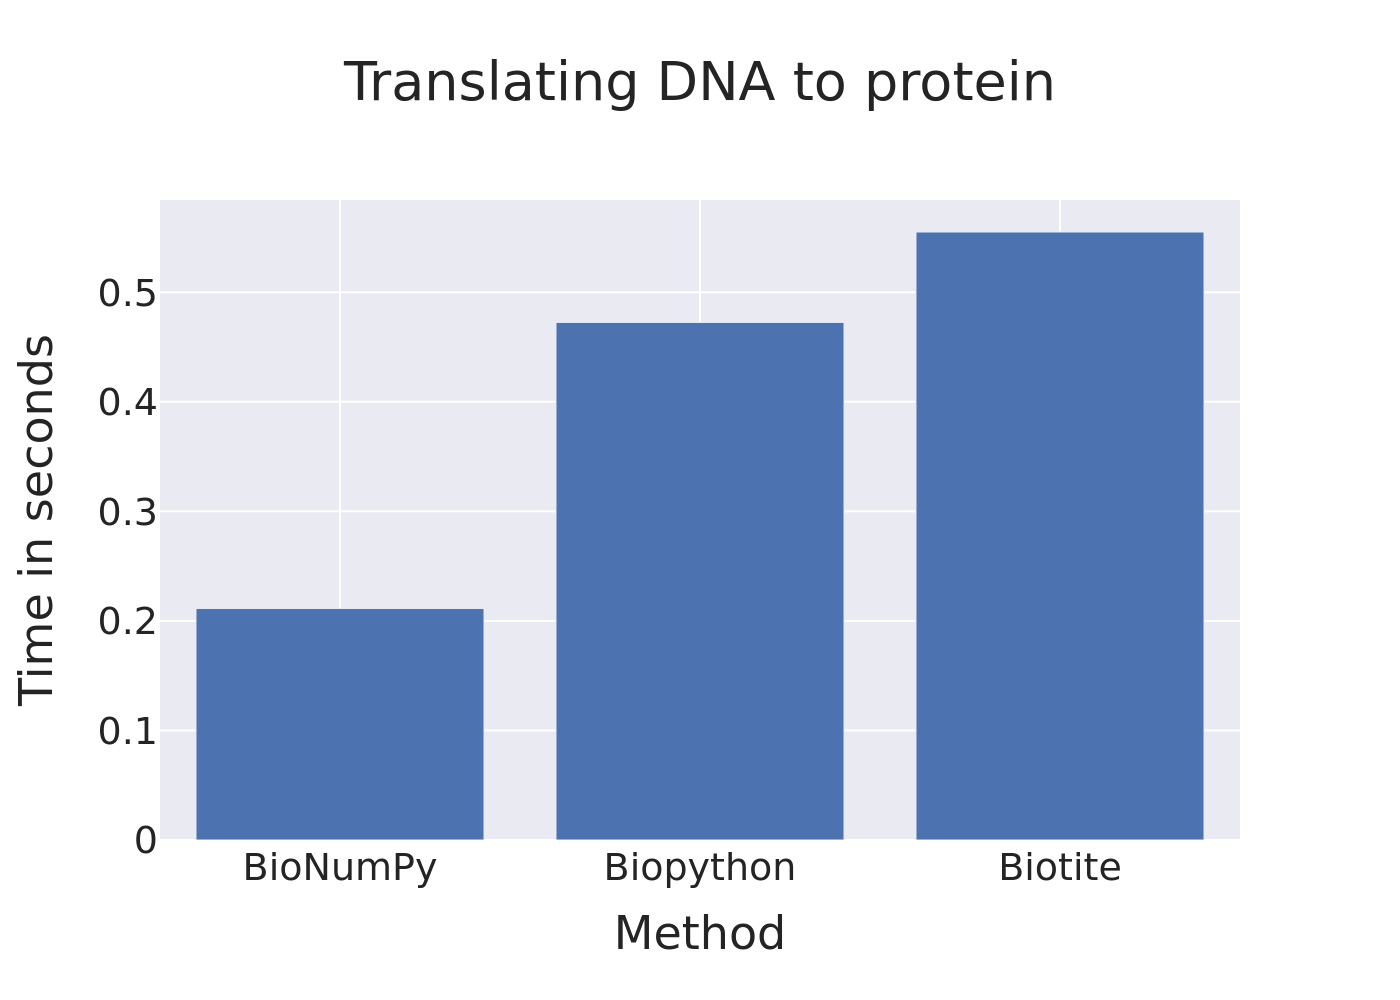 Translating DNA to protein
Time in seconds
0.5
0.4
0.3
0.2
0.1
0
BioNumPy Biopython Biotite
Method